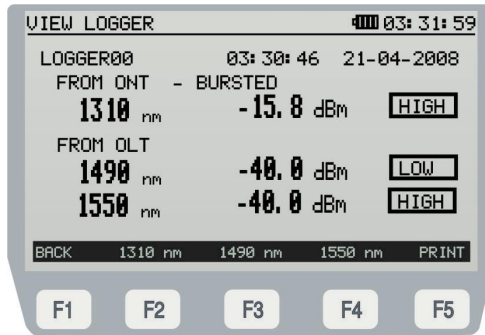 VIEW LOGGER 03:31:59
LOGGER00 03:30:46 21-04-2008
FROM ONT - BURSTED
1310 nm -15.8 dBm HIGH
FROM OLT
1490 nm -40.0 dBm LOW
1550 nm -40.0 dBm HIGH
BACK 1310 nm 1490 nm 1550 nm PRINT
F1 F2 F3 F4 F5